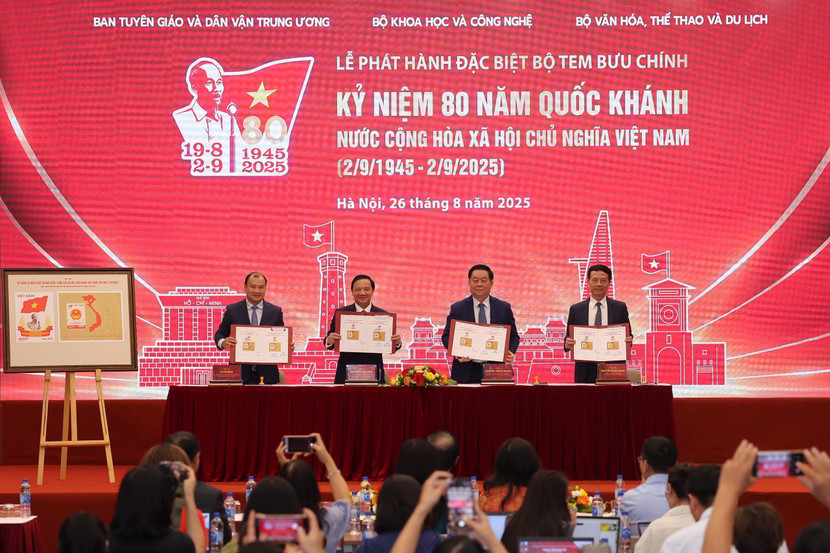 BAN TUYÊN GIÁO VÀ DÂN VẬN TRUNG ƯƠNG
BỘ KHOA HỌC VÀ CÔNG NGHỆ
BỘ VĂN HÓA, THỂ THAO VÀ DU LỊCH
LỄ PHÁT HÀNH ĐẶC BIỆT BỘ TEM BƯU CHÍNH
KỶ NIỆM 80 NĂM QUỐC KHÁNH
NƯỚC CỘNG HÒA XÃ HỘI CHỦ NGHĨA VIỆT NAM
(2/9/1945 - 2/9/2025)
Hà Nội, 26 tháng 8 năm 2025
80
19-8
2-9
1945
2025
HỒ - CHÍ - MINH
VIỆT NAM